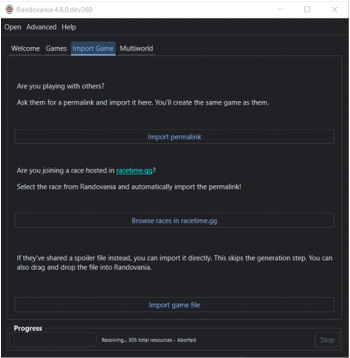 Randovania 4.6.0.dev260
Open Advanced Help
Welcome Games Import Game Multiworld
Are you playing with others?
Ask them for a permalink and import it here. You'll create the same game as them.
Import permalink
Are you joining a race hosted in racetime.gg?
Select the race from Randovania and automatically import the permalink!
Browse races in racetime.gg
If they've shared a spoiler file instead, you can import it directly. This skips the generation step. You can
also drag and drop the file into Randovania.
Import game file
Progress
Resolving... 305 total resources - Aborted
Stop